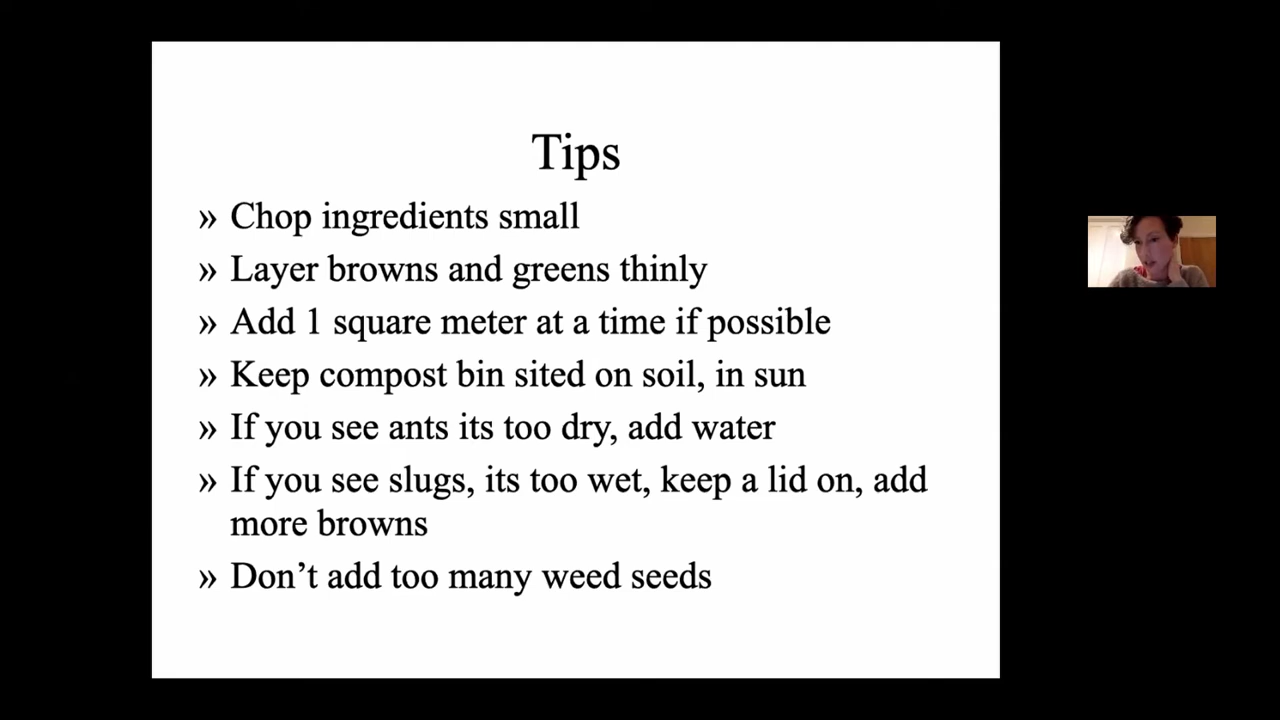 Tips
» Chop ingredients small
» Layer browns and greens thinly
» Add 1 square meter at a time if possible
» Keep compost bin sited on soil, in sun
» If you see ants its too dry, add water
» If you see slugs, its too wet, keep a lid on, add
more browns
» Don’t add too many weed seeds